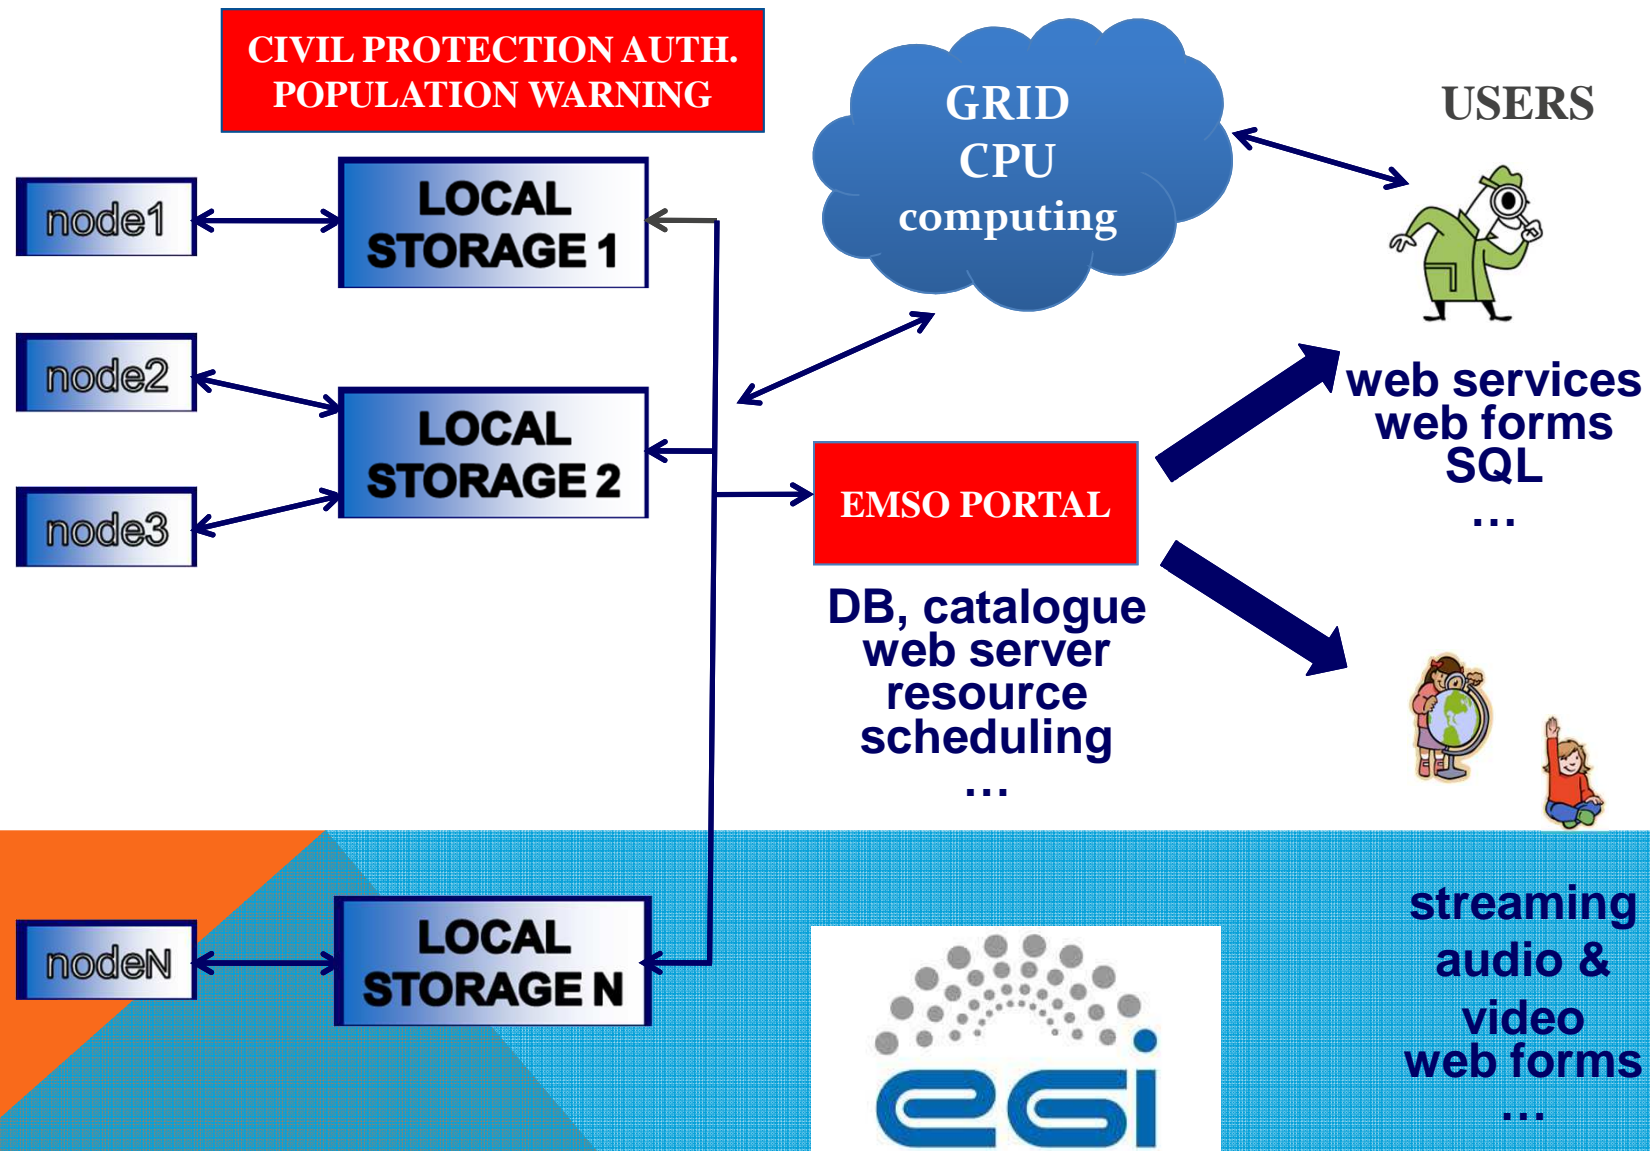 CIVIL PROTECTION AUTH.
POPULATION WARNING
GRID
CPU
computing
USERS
node1
LOCAL
STORAGE 1
node2
LOCAL
STORAGE 2
node3
EMSO PORTAL
web services
web forms
SQL
...
DB, catalogue
web server
resource
scheduling
...
nodeN
LOCAL
STORAGE N
egi
streaming
audio &
video
web forms
...